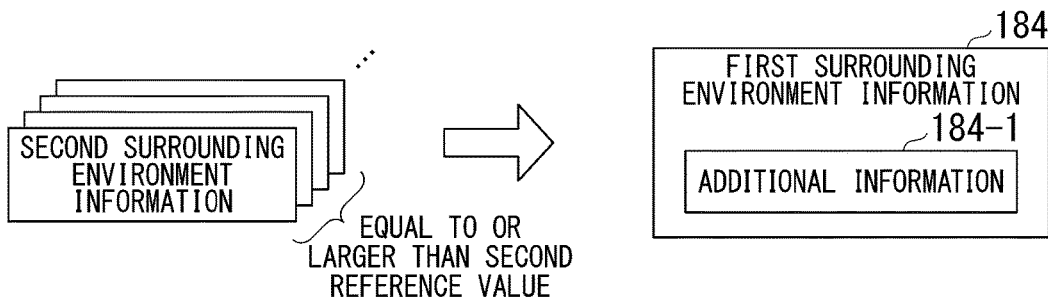 SECOND SURROUNDING
ENVIRONMENT
INFORMATION
EQUAL TO OR
LARGER THAN SECOND
REFERENCE VALUE
184
FIRST SURROUNDING
ENVIRONMENT INFORMATION
184-1
ADDITIONAL INFORMATION